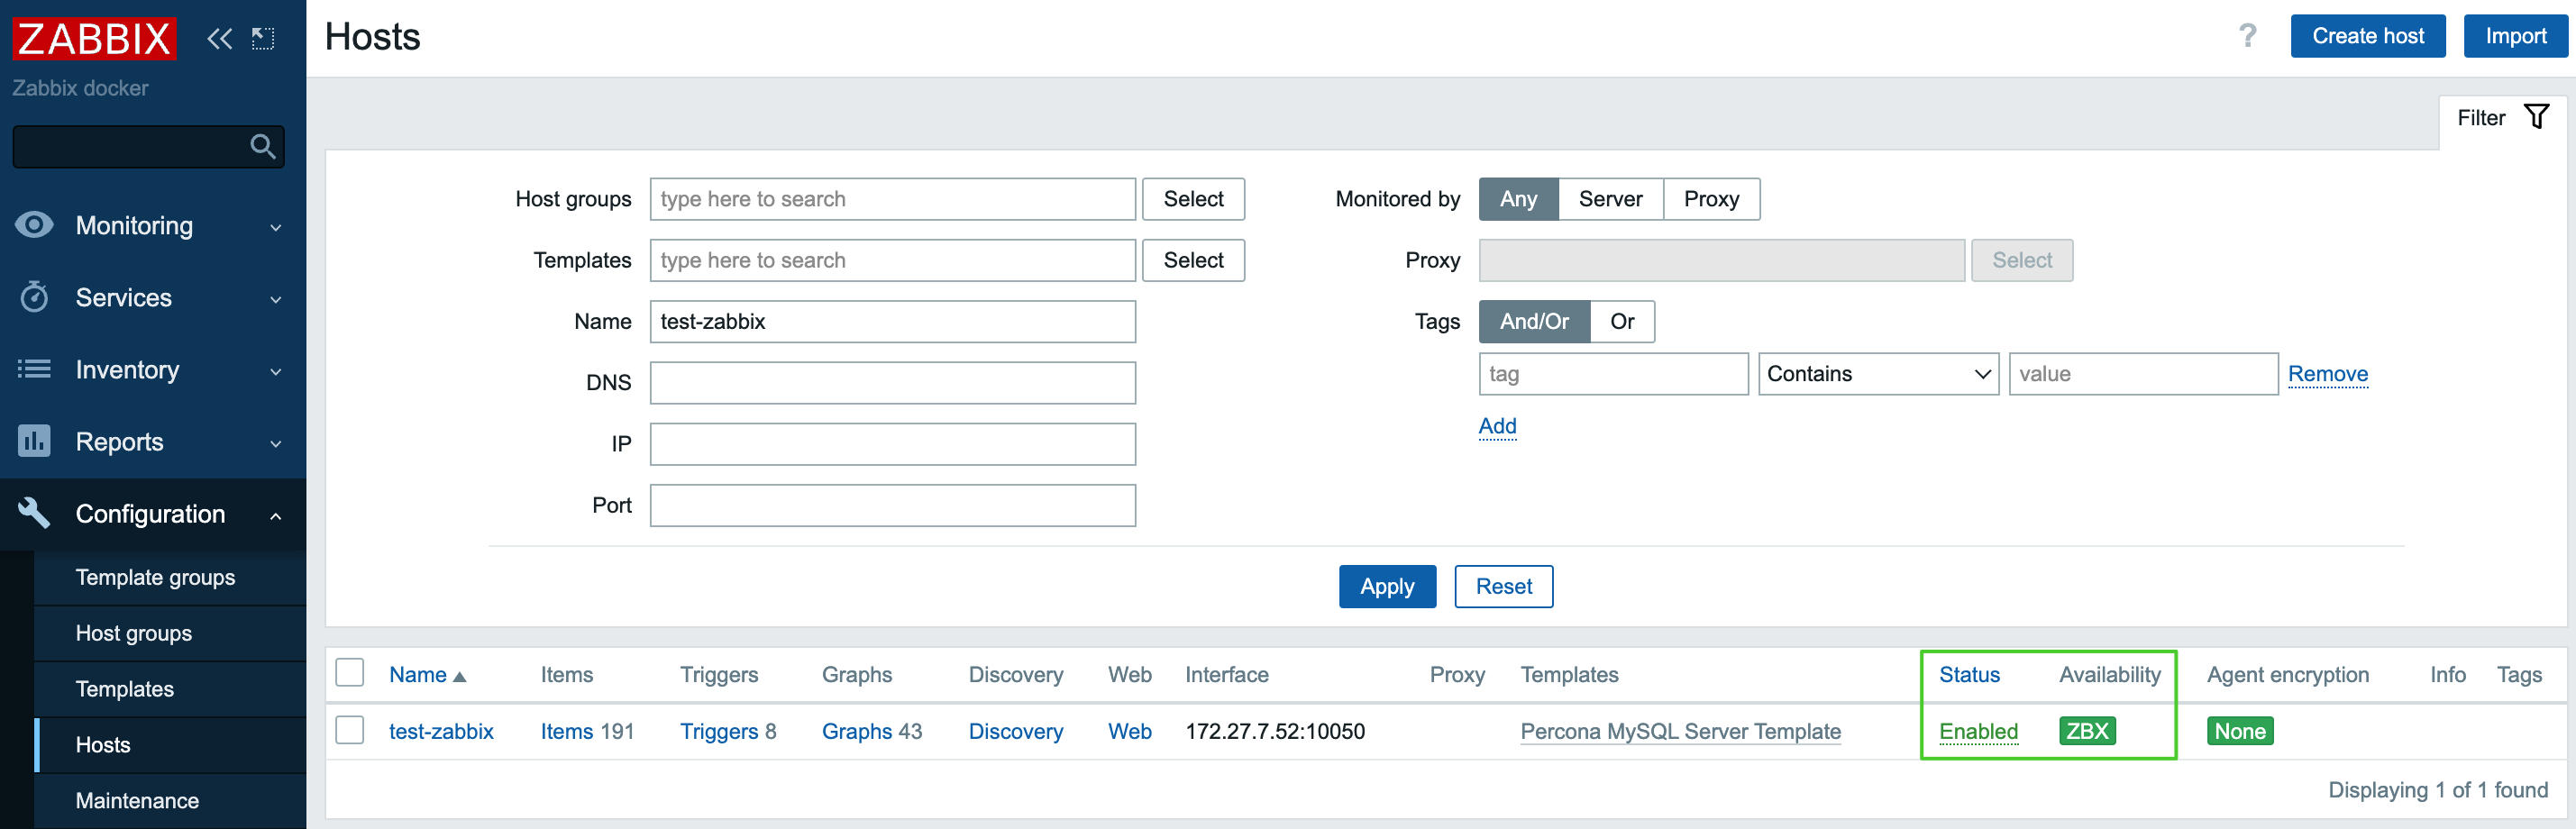 ZABBIX
Zabbix docker
Monitoring
Services
Inventory
Reports
Configuration
Template groups
Host groups
Templates
Hosts
Maintenance
Hosts
? Create host Import
Filter
Host groups type here to search Select
Templates type here to search Select
Name test-zabbix
DNS
IP
Port
Monitored by Any Server Proxy
Proxy Select
Tags And/Or Or
tag Contains value Remove
Add
Apply Reset
Name Items Triggers Graphs Discovery Web Interface Proxy Templates Status Availability Agent encryption Info Tags
test-zabbix Items 191 Triggers 8 Graphs 43 Discovery Web 172.27.7.52:10050 Percona MySQL Server Template Enabled ZBX None
Displaying 1 of 1 found